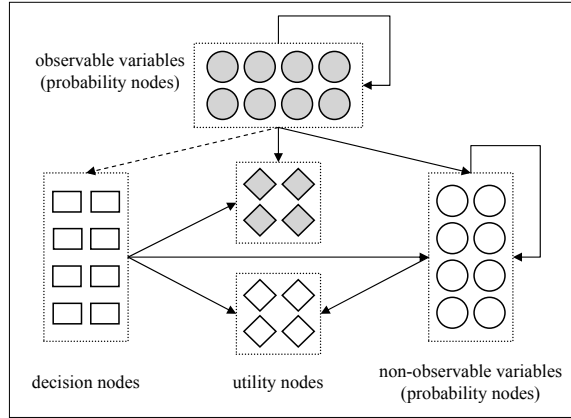 observable variables
(probability nodes)
decision nodes
utility nodes
non-observable variables
(probability nodes)